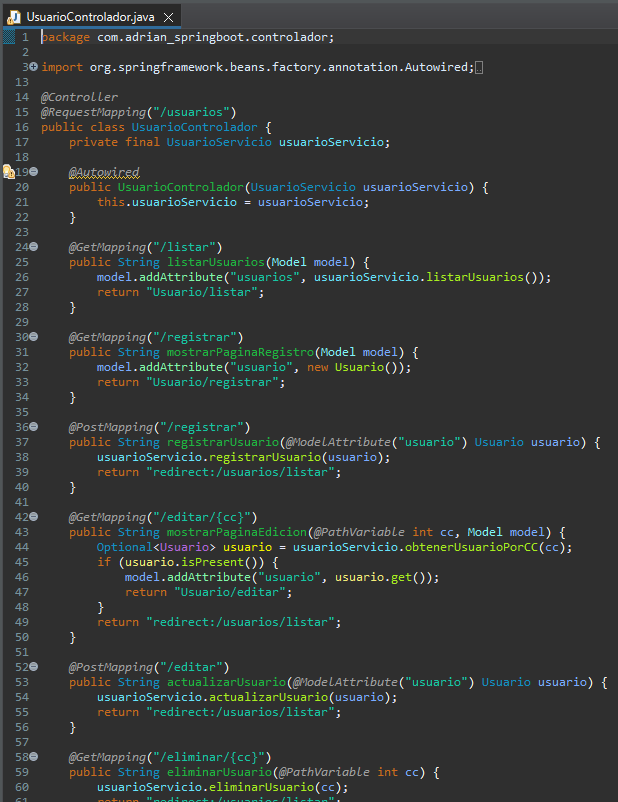 UsuarioControlador.java
1 package com.adrian_springboot.controlador;
2
3 import org.springframework.beans.factory.annotation.Autowired;
13
14 @Controller
15 @RequestMapping("/usuarios")
16 public class UsuarioControlador {
17     private final UsuarioServicio usuarioServicio;
18
19     @Autowired
20     public UsuarioControlador(UsuarioServicio usuarioServicio) {
21         this.usuarioServicio = usuarioServicio;
22     }
23
24     @GetMapping("/listar")
25     public String listarUsuarios(Model model) {
26         model.addAttribute("usuarios", usuarioServicio.listarUsuarios());
27         return "Usuario/listar";
28     }
29
30     @GetMapping("/registrar")
31     public String mostrarPaginaRegistro(Model model) {
32         model.addAttribute("usuario", new Usuario());
33         return "Usuario/registrar";
34     }
35
36     @PostMapping("/registrar")
37     public String registrarUsuario(@ModelAttribute("usuario") Usuario usuario) {
38         usuarioServicio.registrarUsuario(usuario);
39         return "redirect:/usuarios/listar";
40     }
41
42     @GetMapping("/editar/{cc}")
43     public String mostrarPaginaEdicion(@PathVariable int cc, Model model) {
44         Optional<Usuario> usuario = usuarioServicio.obtenerUsuarioPorCC(cc);
45         if (usuario.isPresent()) {
46             model.addAttribute("usuario", usuario.get());
47             return "Usuario/editar";
48         }
49         return "redirect:/usuarios/listar";
50     }
51
52     @PostMapping("/editar")
53     public String actualizarUsuario(@ModelAttribute("usuario") Usuario usuario) {
54         usuarioServicio.actualizarUsuario(usuario);
55         return "redirect:/usuarios/listar";
56     }
57
58     @GetMapping("/eliminar/{cc}")
59     public String eliminarUsuario(@PathVariable int cc) {
60         usuarioServicio.eliminarUsuario(cc);
61         return "redirect:/usuarios/listar";